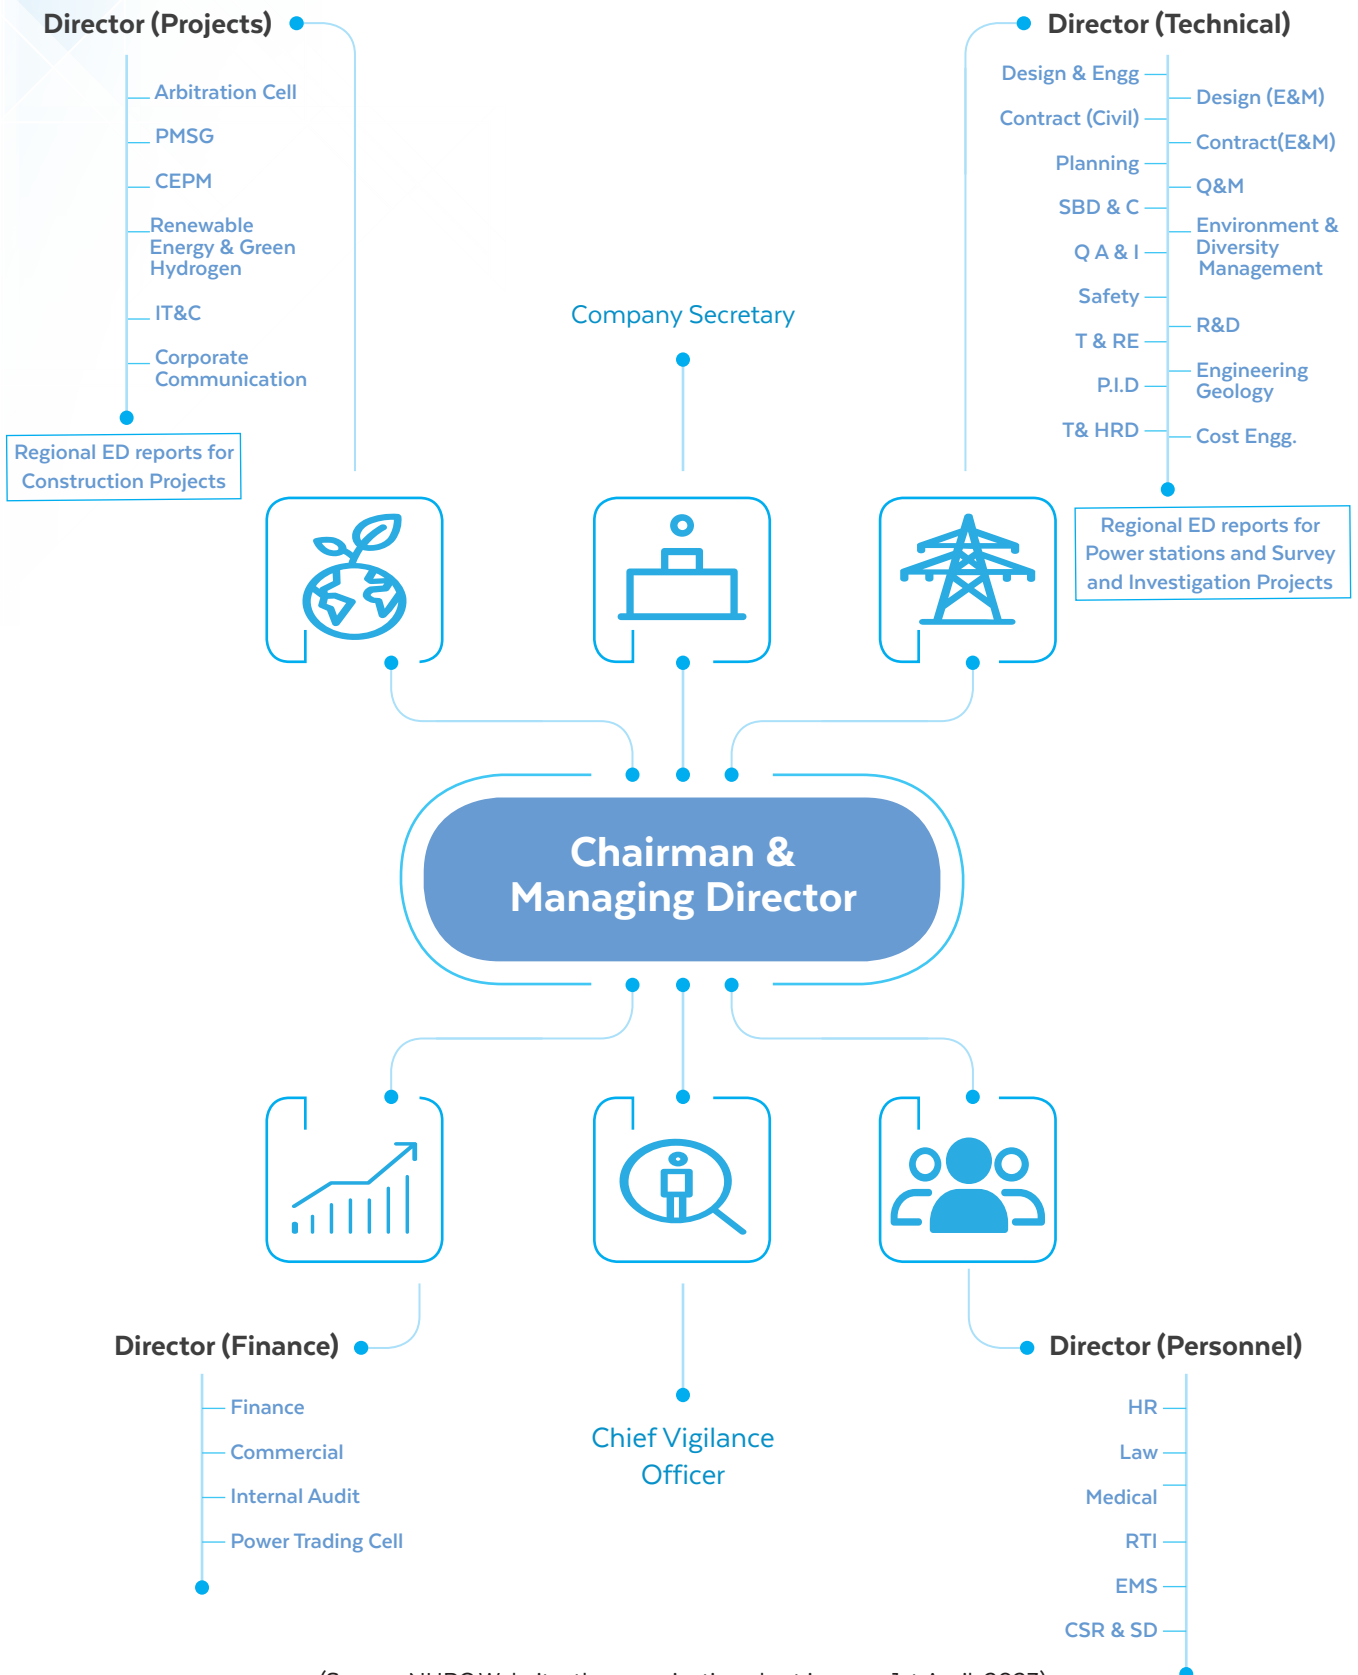 Director (Projects)
Arbitration Cell
PMSG
CEPM
Renewable
Energy & Green
Hydrogen
IT&C
Corporate
Communication
Regional ED reports for
Construction Projects
Company Secretary
Director (Technical)
Design & Engg
Contract (Civil)
Planning
SBD & C
Q A & I
Safety
T & RE
P.I.D
T& HRD
Design (E&M)
Contract(E&M)
Q&M
Environment &
Diversity
Management
R&D
Engineering
Geology
Cost Engg.
Regional ED reports for
Power stations and Survey
and Investigation Projects
Chairman &
Managing Director
Director (Finance)
Finance
Commercial
Internal Audit
Power Trading Cell
Chief Vigilance
Officer
Director (Personnel)
HR
Law
Medical
RTI
EMS
CSR & SD